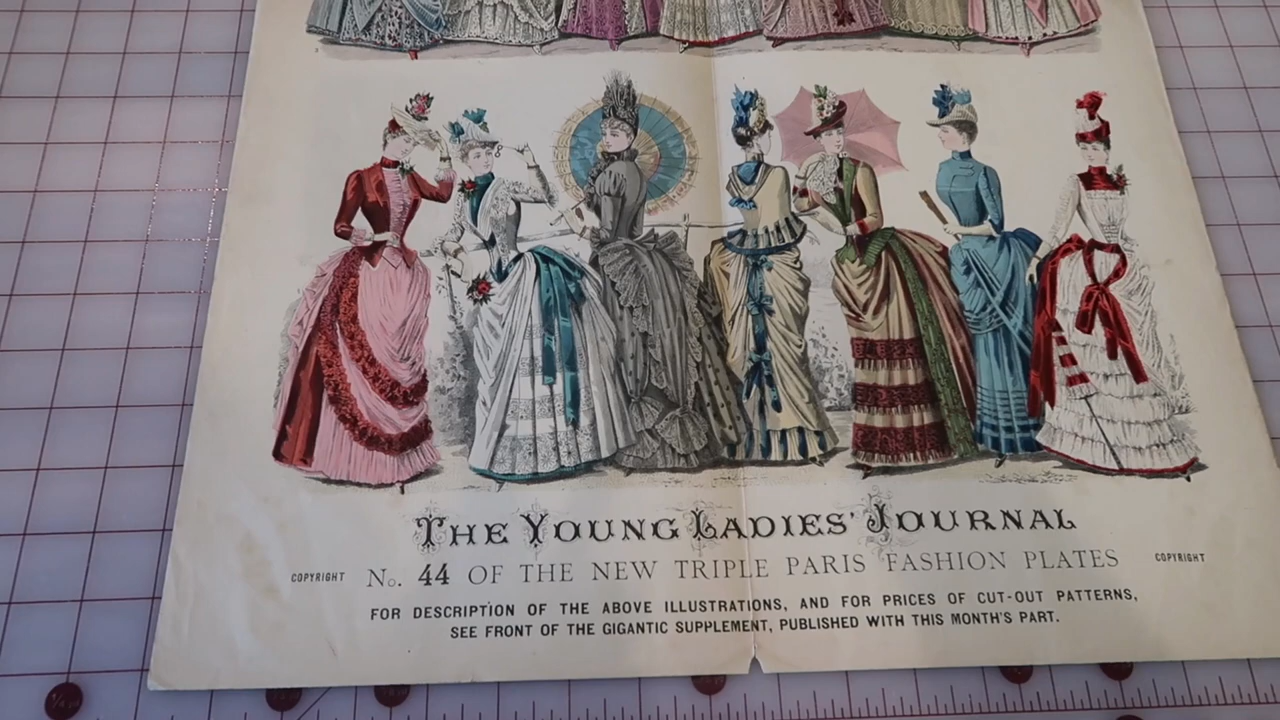 THE YOUNG LADIES' JOURNAL
COPYRIGHT No. 44 OF THE NEW TRIPLE PARIS FASHION PLATES COPYRIGHT
FOR DESCRIPTION OF THE ABOVE ILLUSTRATIONS, AND FOR PRICES OF CUT-OUT PATTERNS,
SEE FRONT OF THE GIGANTIC SUPPLEMENT, PUBLISHED WITH THIS MONTH'S PART.